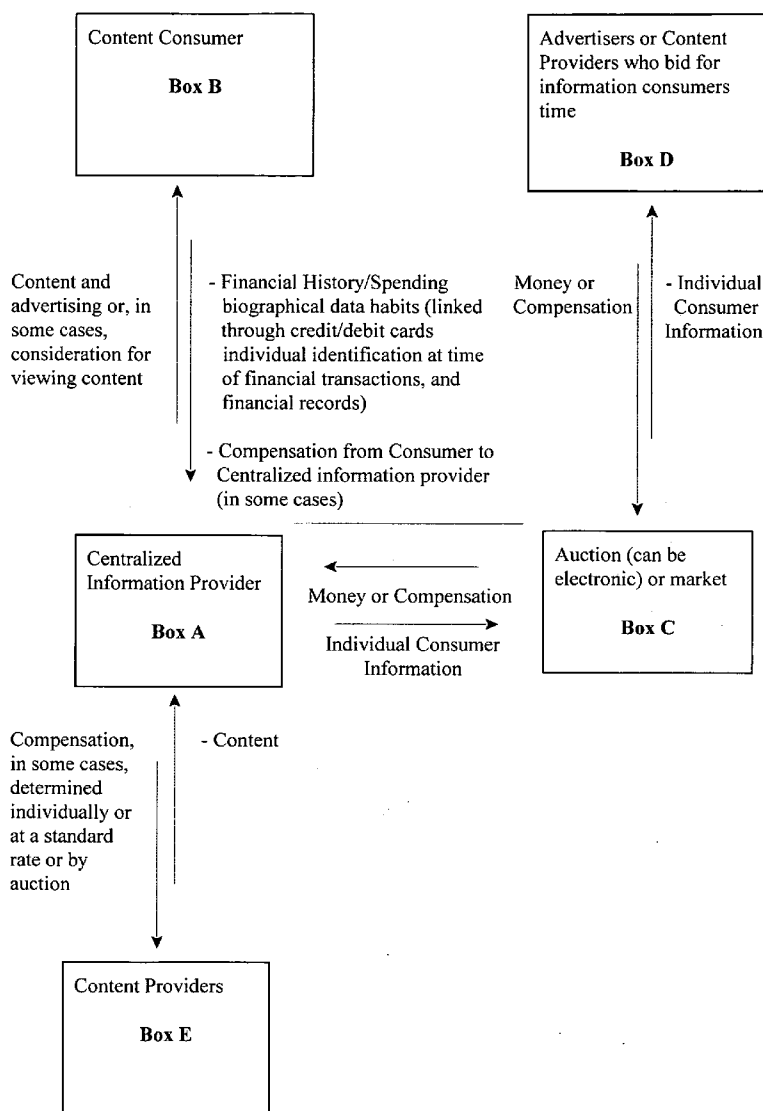 Content Consumer
Box B
Advertisers or Content
Providers who bid for
information consumers
time
Box D
Content and
advertising or, in
some cases,
consideration for
viewing content
- Financial History/Spending
biographical data habits (linked
through credit/debit cards
individual identification at time
of financial transactions, and
financial records)
- Compensation from Consumer to
Centralized information provider
(in some cases)
Money or
Compensation
- Individual
Consumer
Information
Centralized
Information Provider
Box A
Money or Compensation
Individual Consumer
Information
Auction (can be
electronic) or market
Box C
Compensation,
in some cases,
determined
individually or
at a standard
rate or by
auction
- Content
Content Providers
Box E